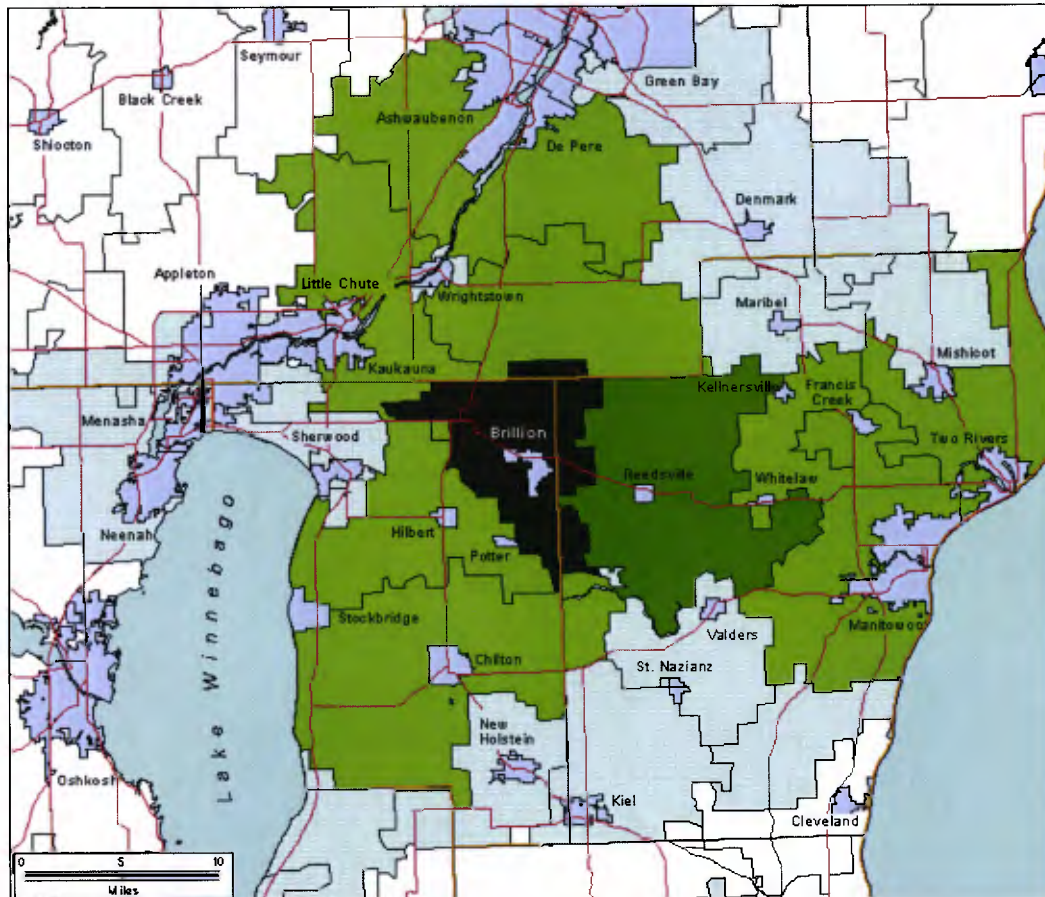 Seymour
Green Bay
Black Creek
Ashwaubenon
Shiocton
De Pere
Denmark
Appleton
Little Chute
Wrightstown
Maribel
Mishicot
Kaukauna
Kellnersville
Francis
Creek
Menasha
Sherwood
Brillion
Two Rivers
Reedsville
Whitelaw
Neenah
Hilbert
Potter
Lake Winnebago
Stockbridge
Manitowoc
Valders
Chilton
St. Nazianz
New
Holstein
Oshkosh
Kiel
Cleveland
0 5 10
Miles